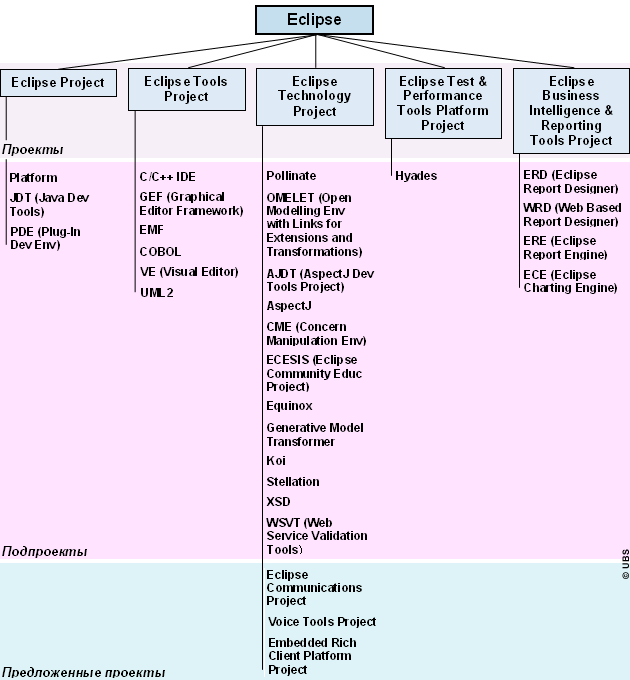 Eclipse
Eclipse Project
Eclipse Tools
Project
Eclipse
Technology
Project
Eclipse Test &
Performance
Tools Platform
Project
Eclipse
Business
Intelligence &
Reporting
Tools Project
Проекты
Platform
JDT (Java Dev
Tools)
PDE (Plug-In
Dev Env)
C/C++ IDE
GEF (Graphical
Editor Framework)
EMF
COBOL
VE (Visual Editor)
UML2
Pollinate
OMELET (Open
Modelling Env
with Links for
Extensions and
Transformations)
AJDT (AspectJ Dev
Tools Project)
AspectJ
CME (Concern
Manipulation Env)
ECESIS (Eclipse
Community Educ
Project)
Equinox
Generative Model
Transformer
Koi
Stellation
XSD
WSVT (Web
Service Validation
Tools)
Hyades
ERD (Eclipse
Report Designer)
WRD (Web Based
Report Designer)
ERE (Eclipse
Report Engine)
ECE (Eclipse
Charting Engine)
Подпроекты
© UBS
Eclipse
Communications
Project
Voice Tools Project
Embedded Rich
Client Platform
Project
Предложенные проекты